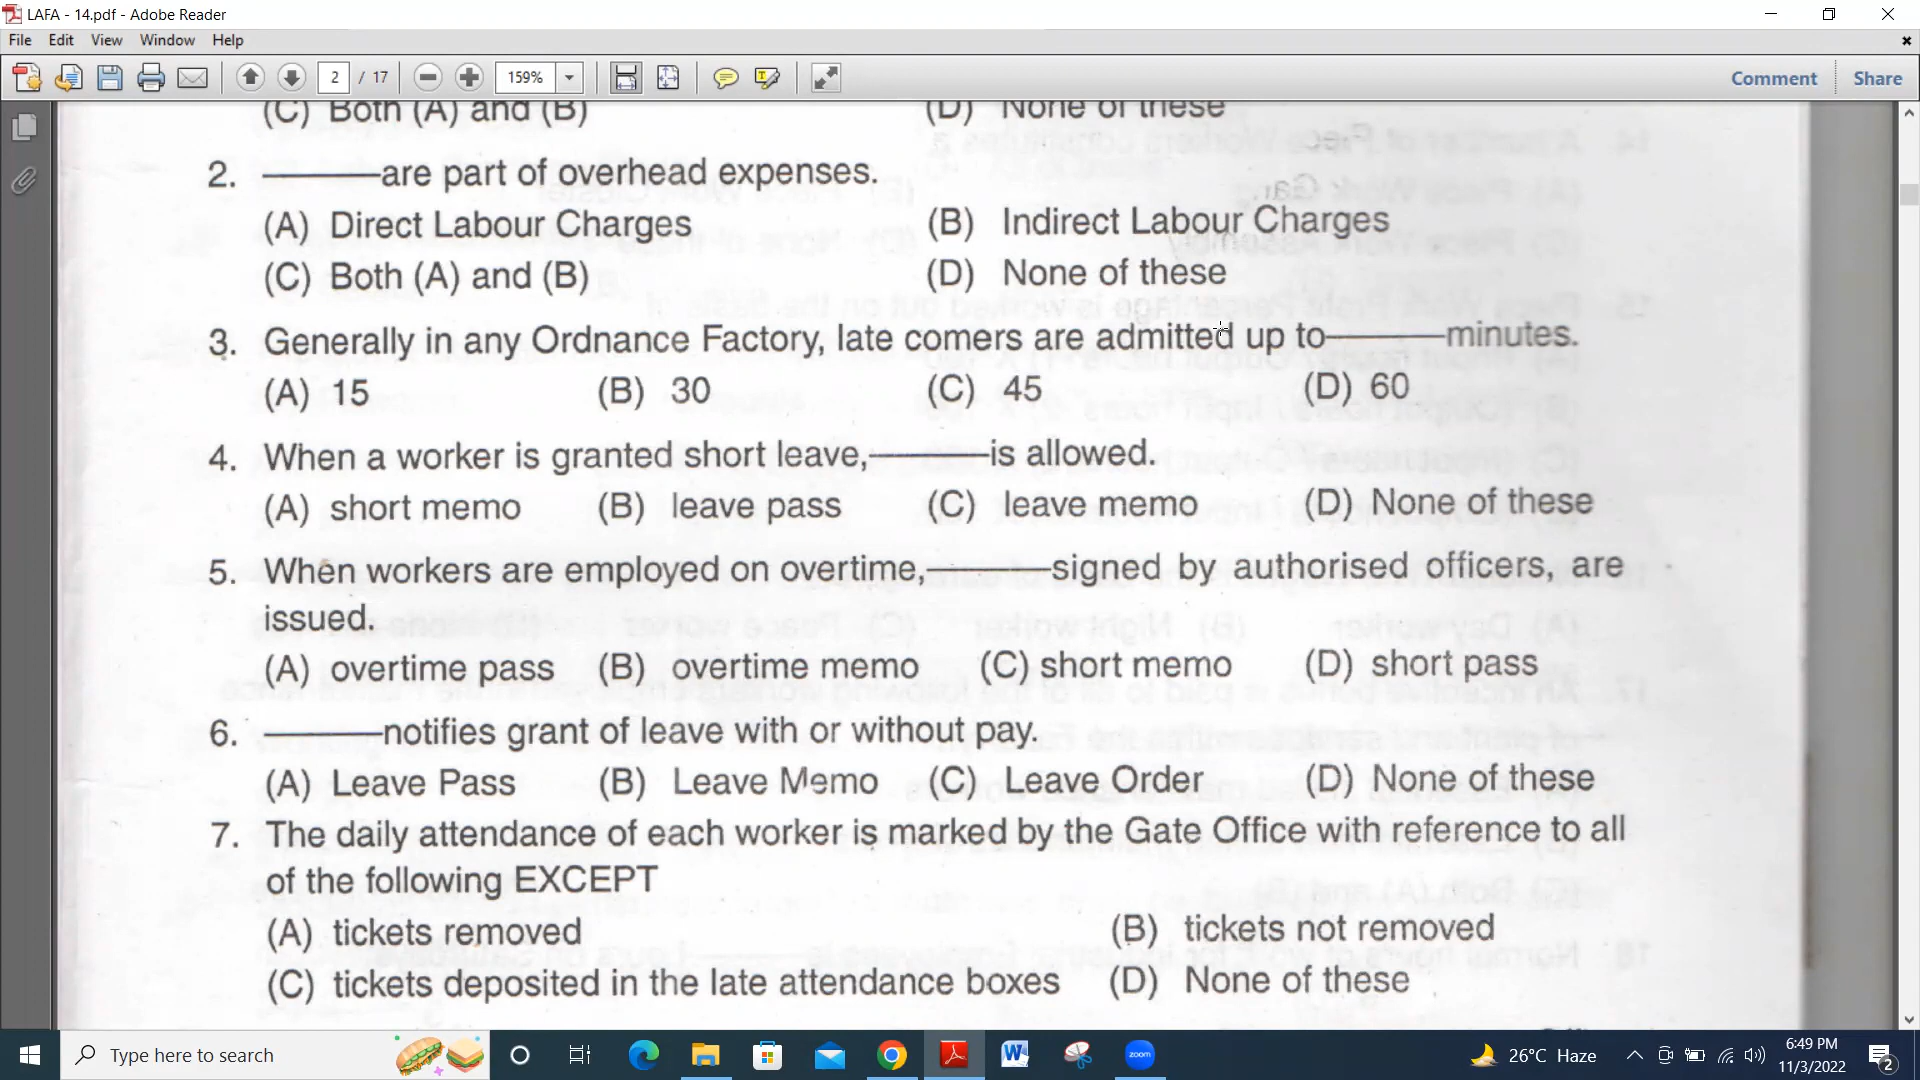 LAFA - 14.pdf - Adobe Reader
File Edit View Window Help
2 / 17 159% Comment Share
(C) Both (A) and (B) (D) None of these
2. ———are part of overhead expenses.
(A) Direct Labour Charges (B) Indirect Labour Charges
(C) Both (A) and (B) (D) None of these
3. Generally in any Ordnance Factory, late comers are admitted up to———minutes.
(A) 15 (B) 30 (C) 45 (D) 60
4. When a worker is granted short leave,———is allowed.
(A) short memo (B) leave pass (C) leave memo (D) None of these
5. When workers are employed on overtime,———signed by authorised officers, are
issued.
(A) overtime pass (B) overtime memo (C) short memo (D) short pass
6. ———notifies grant of leave with or without pay.
(A) Leave Pass (B) Leave Memo (C) Leave Order (D) None of these
7. The daily attendance of each worker is marked by the Gate Office with reference to all
of the following EXCEPT
(A) tickets removed (B) tickets not removed
(C) tickets deposited in the late attendance boxes (D) None of these
Type here to search
zoom
26°C Haze
6:49 PM
11/3/2022
2